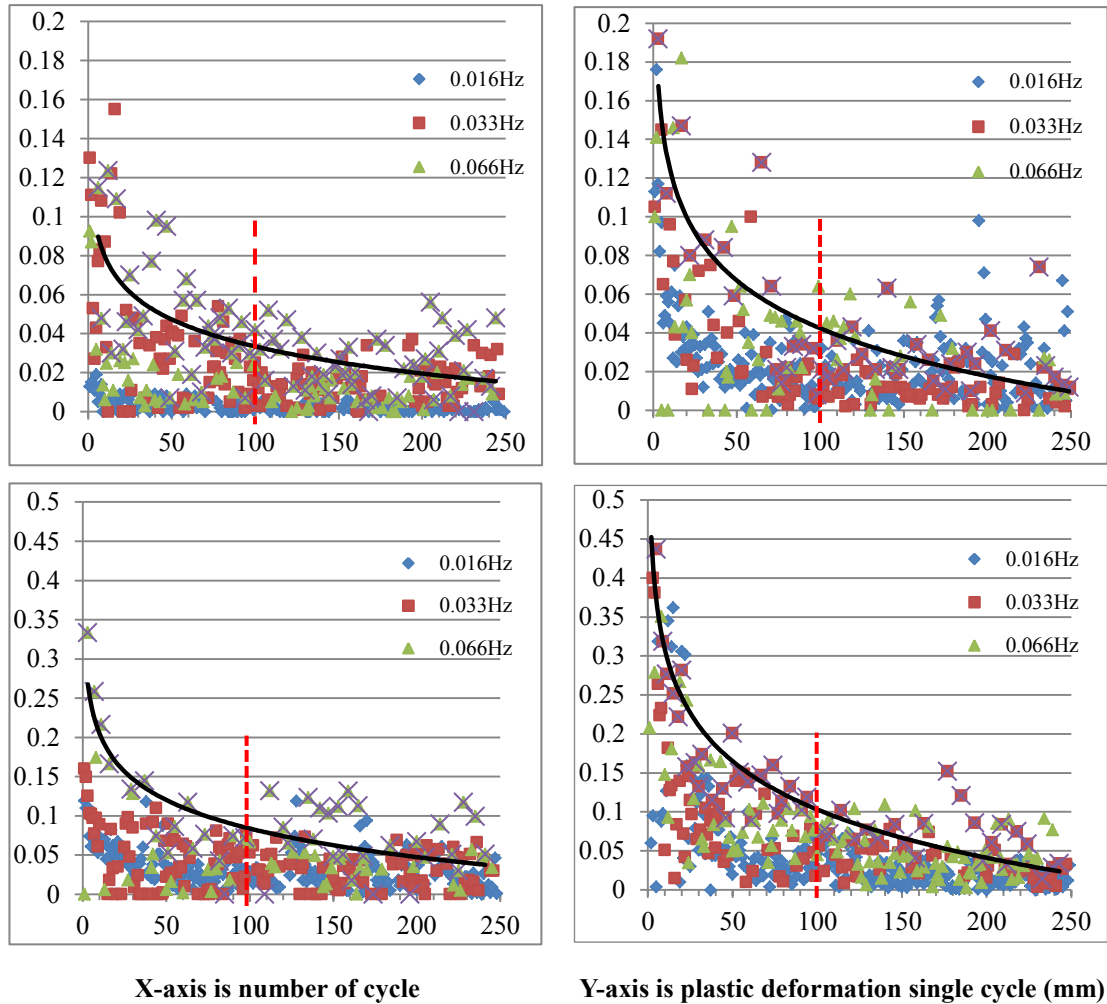 0.2
0.18
0.16
0.14
0.12
0.1
0.08
0.06
0.04
0.02
0
0 50 100 150 200 250
0.016Hz
0.033Hz
0.066Hz
0.2
0.18
0.16
0.14
0.12
0.1
0.08
0.06
0.04
0.02
0
0 50 100 150 200 250
0.016Hz
0.033Hz
0.066Hz
0.5
0.45
0.4
0.35
0.3
0.25
0.2
0.15
0.1
0.05
0
0 50 100 150 200 250
0.016Hz
0.033Hz
0.066Hz
0.5
0.45
0.4
0.35
0.3
0.25
0.2
0.15
0.1
0.05
0
0 50 100 150 200 250
0.016Hz
0.033Hz
0.066Hz
X-axis is number of cycle
Y-axis is plastic deformation single cycle (mm)